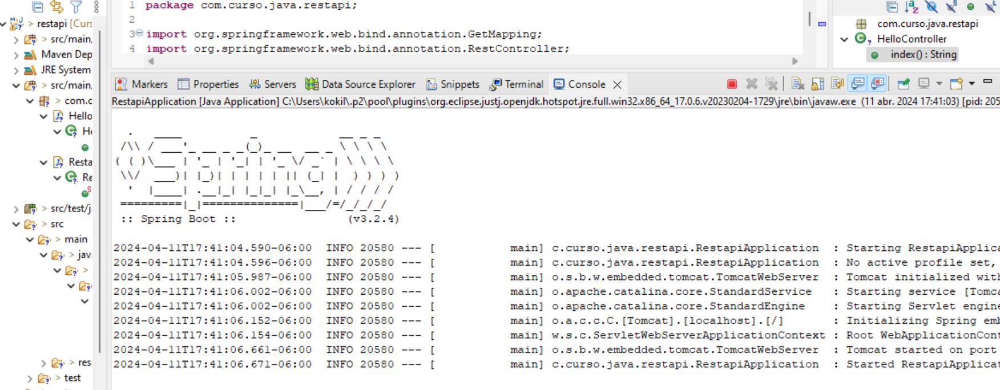 restapi [Curs
src/main,
Maven Dep
JRE System
src/main,
com.c
Hello
He
Resta
Re
src/test/j
src
main
jav
res
test
1 package com.curso.java.restapi;
2
3 import org.springframework.web.bind.annotation.GetMapping;
4 import org.springframework.web.bind.annotation.RestController;
com.curso.java.restapi
HelloController
index() : String
Markers Properties Servers Data Source Explorer Snippets Terminal Console
RestapiApplication [Java Application] C:\Users\kokil\.p2\pool\plugins\org.eclipse.justj.openjdk.hotspot.jre.full.win32.x86_64_17.0.6.v20230204-1729\jre\bin\javaw.exe (11 abr. 2024 17:41:03) [pid: 205
Spring
:: Spring Boot :: (v3.2.4)
2024-04-11T17:41:04.590-06:00 INFO 20580 --- [ main] c.curso.java.restapi.RestapiApplication : Starting RestapiApplica
2024-04-11T17:41:04.596-06:00 INFO 20580 --- [ main] c.curso.java.restapi.RestapiApplication : No active profile set,
2024-04-11T17:41:05.987-06:00 INFO 20580 --- [ main] o.s.b.w.embedded.tomcat.TomcatWebServer : Tomcat initialized with
2024-04-11T17:41:06.002-06:00 INFO 20580 --- [ main] o.apache.catalina.core.StandardService : Starting service [Tomca
2024-04-11T17:41:06.002-06:00 INFO 20580 --- [ main] o.apache.catalina.core.StandardEngine : Starting Servlet engine
2024-04-11T17:41:06.152-06:00 INFO 20580 --- [ main] o.a.c.c.C.[Tomcat].[localhost].[/] : Initializing Spring emb
2024-04-11T17:41:06.154-06:00 INFO 20580 --- [ main] w.s.c.ServletWebServerApplicationContext : Root WebApplicationCont
2024-04-11T17:41:06.661-06:00 INFO 20580 --- [ main] o.s.b.w.embedded.tomcat.TomcatWebServer : Tomcat started on port
2024-04-11T17:41:06.671-06:00 INFO 20580 --- [ main] c.curso.java.restapi.RestapiApplication : Started RestapiApplicat